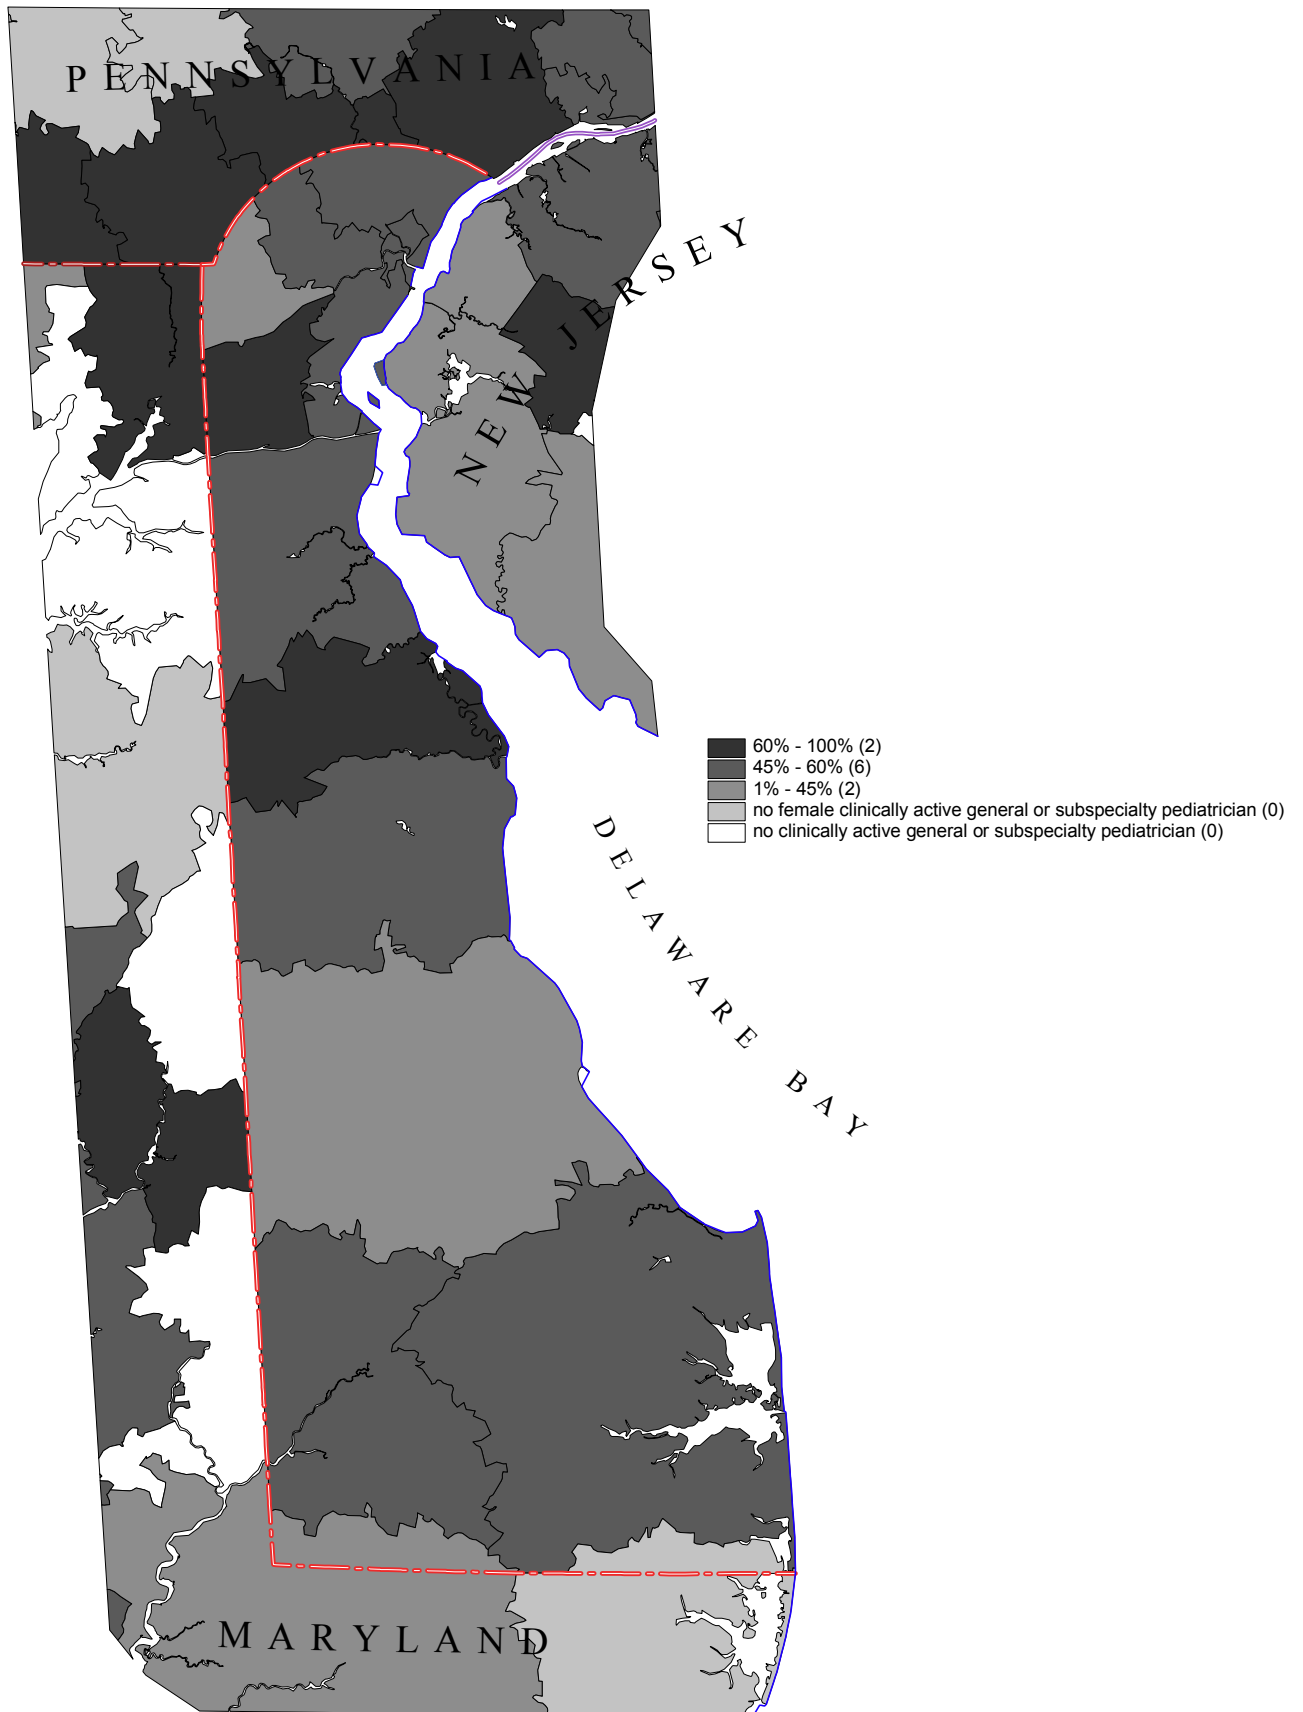 PENNSYLVANIA
NEW JERSEY
60% - 100% (2)
45% - 60% (6)
1% - 45% (2)
no female clinically active general or subspecialty pediatrician (0)
no clinically active general or subspecialty pediatrician (0)
DELAWARE BAY
MARYLAND